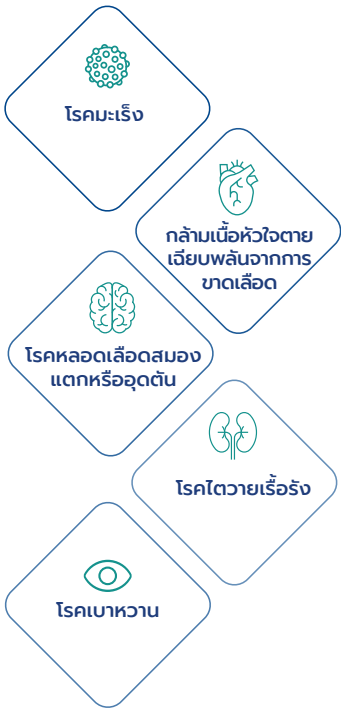 โรคมะเร็ง
กล้ามเนื้อหัวใจตาย
เฉียบพลันจากการ
ขาดเลือด
โรคหลอดเลือดสมอง
แตกหรืออุดตัน
โรคไตวายเรื้อรัง
โรคเบาหวาน